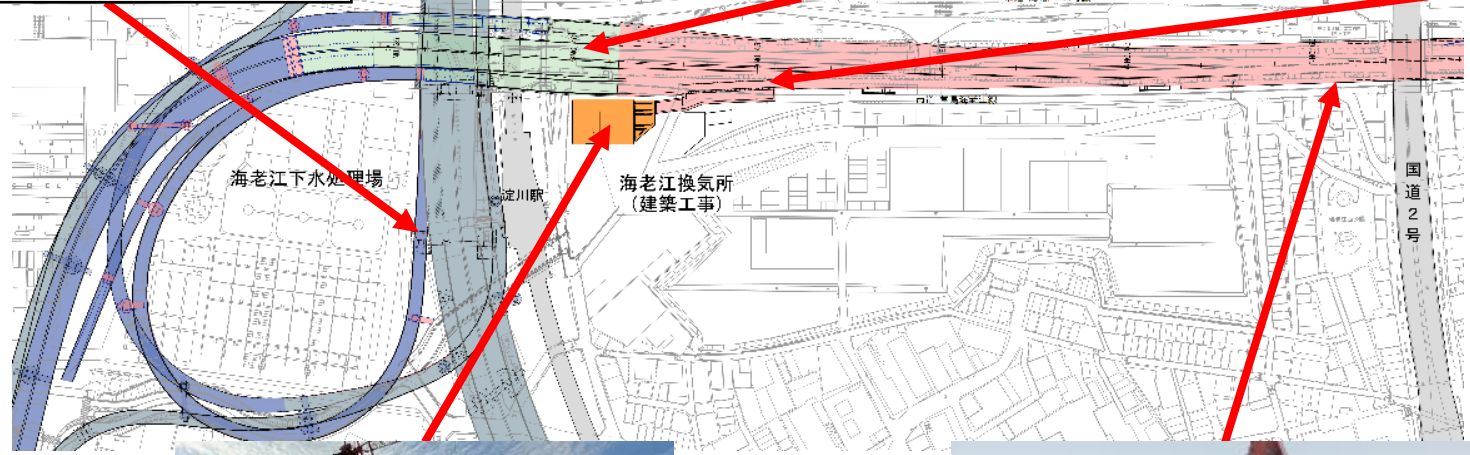 海老江下水処理場
淀川駅
海老江換気所
(建築工事)
国道2号